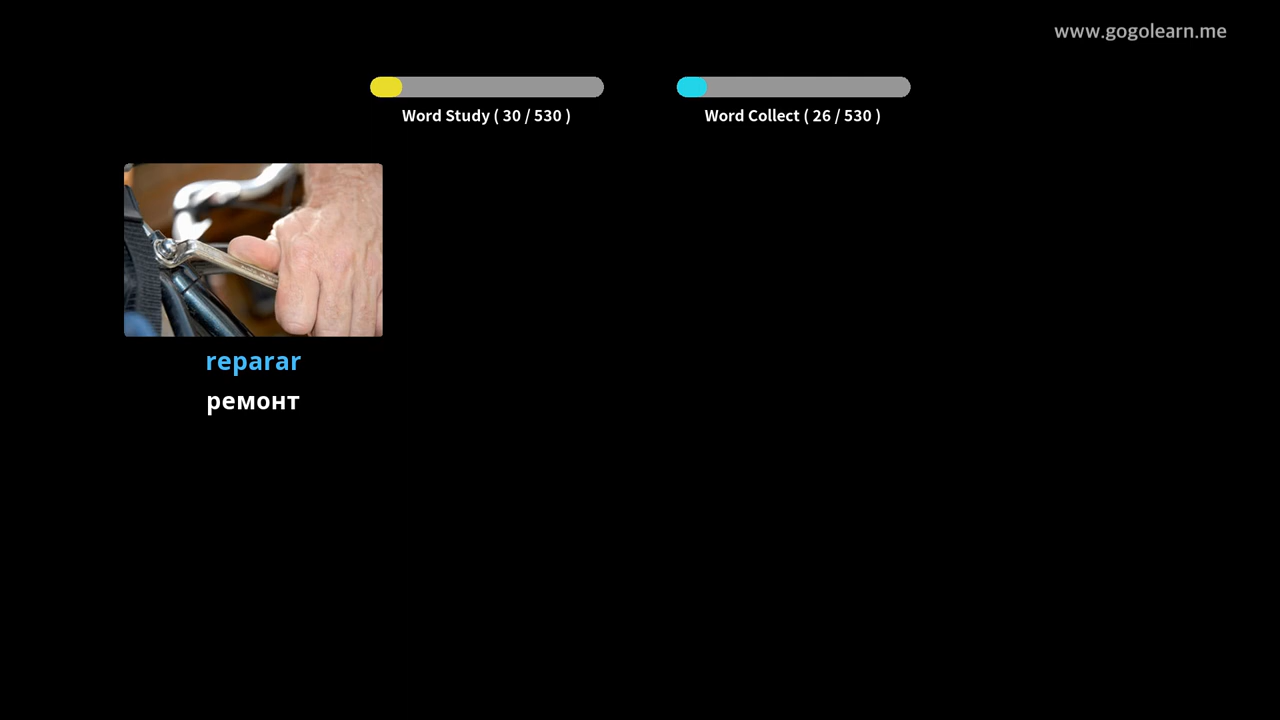 www.gogolearn.me
Word Study ( 30 / 530 )
Word Collect ( 26 / 530 )
reparar
ремонт